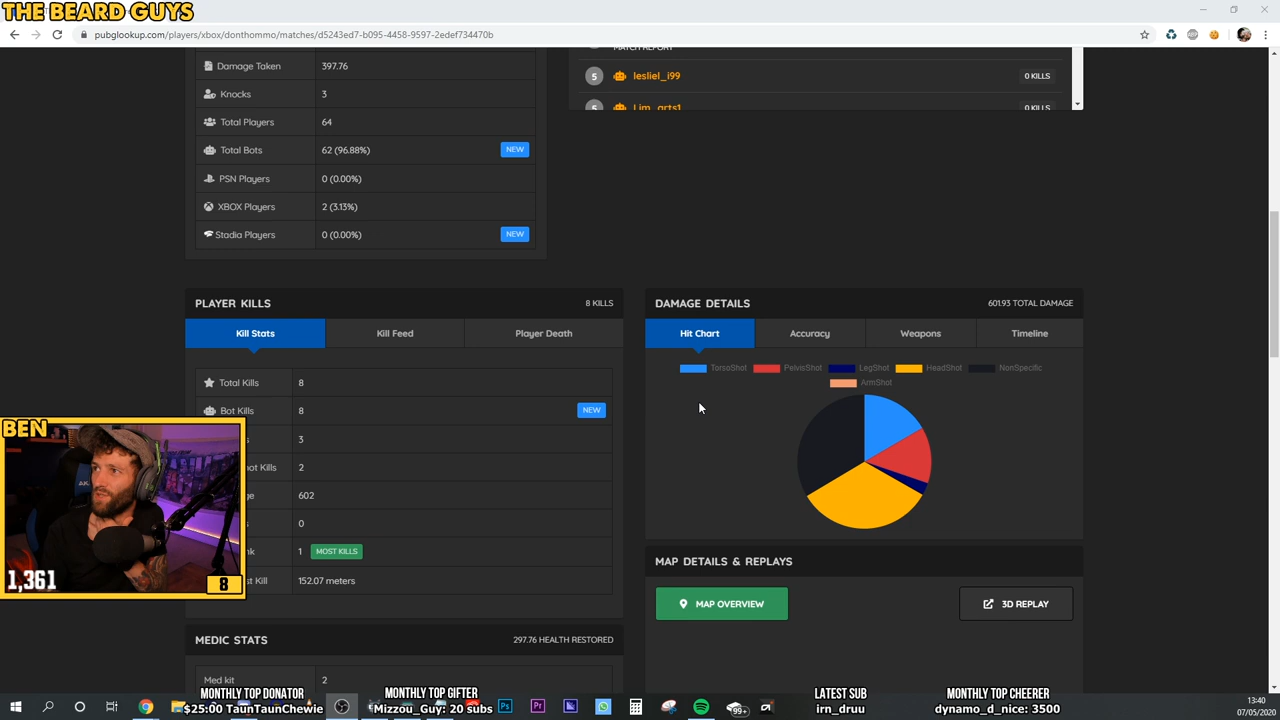 THE BEARD GUYS
pubglookup.com/players/xbox/donthommo/matches/d5243ed7-b095-4458-9597-2edef734470b
Damage Taken 397.76
Knocks 3
Total Players 64
Total Bots 62 (96.88%) NEW
PSN Players 0 (0.00%)
XBOX Players 2 (3.13%)
Stadia Players 0 (0.00%) NEW
MATCH REPORT
5 lesliel_i99 0 KILLS
5 Lim_arts1 0 KILLS
PLAYER KILLS 8 KILLS
Kill Stats Kill Feed Player Death
Total Kills 8
Bot Kills 8 NEW
3
Kills 2
602
0
1 MOST KILLS
Kill 152.07 meters
MEDIC STATS 297.76 HEALTH RESTORED
Med kit 2
DAMAGE DETAILS 601.93 TOTAL DAMAGE
Hit Chart Accuracy Weapons Timeline
TorsoShot PelvisShot LegShot HeadShot NonSpecific
ArmShot
MAP DETAILS & REPLAYS
MAP OVERVIEW 3D REPLAY
BEN
1,361
8
MONTHLY TOP DONATOR
$25.00 TaunTaunChewie
MONTHLY TOP GIFTER
Mizzou_Guy: 20 subs
99+
LATEST SUB
irn_druu
MONTHLY TOP CHEERER
dynamo_d_nice: 3500
13:40
07/05/2020